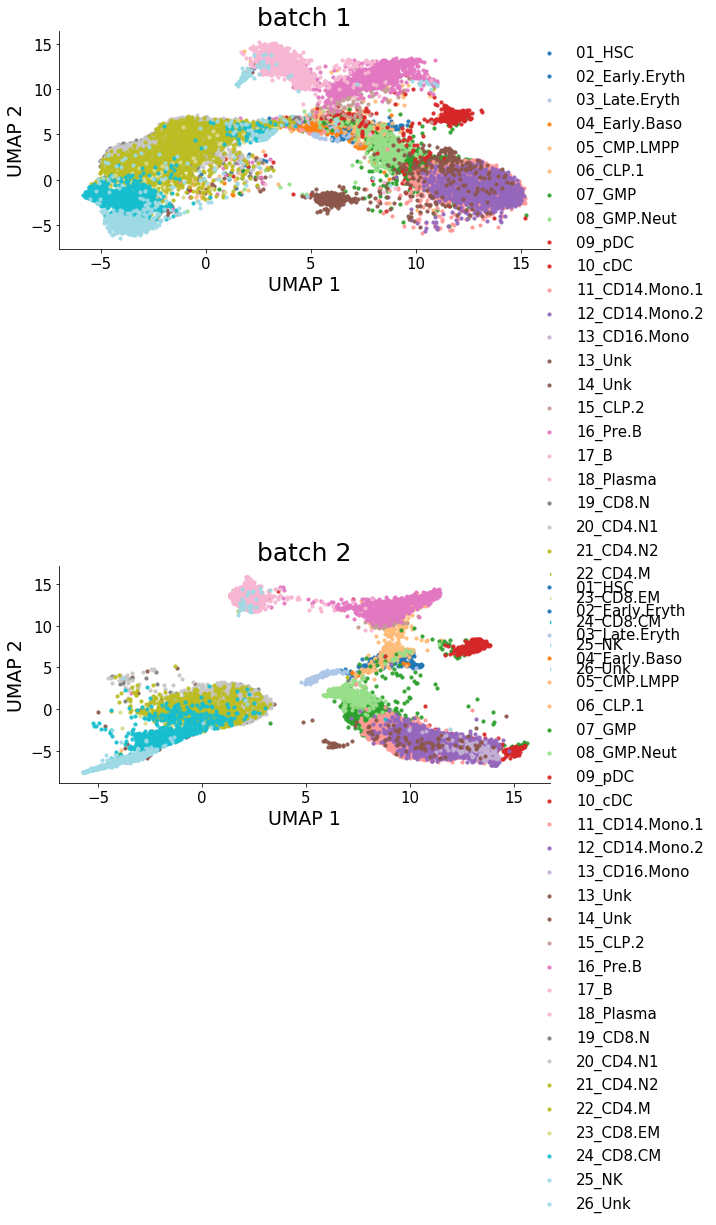 batch 1
UMAP 2
15
10
5
0
−5
−5 0 5 10 15
UMAP 1
01_HSC
02_Early.Eryth
03_Late.Eryth
04_Early.Baso
05_CMP.LMPP
06_CLP.1
07_GMP
08_GMP.Neut
09_pDC
10_cDC
11_CD14.Mono.1
12_CD14.Mono.2
13_CD16.Mono
13_Unk
14_Unk
15_CLP.2
16_Pre.B
17_B
18_Plasma
19_CD8.N
20_CD4.N1
21_CD4.N2
22_CD4.M
23_CD8.EM
24_CD8.CM
25_NK
26_Unk
batch 2
UMAP 2
15
10
5
0
−5
−5 0 5 10 15
UMAP 1
01_HSC
02_Early.Eryth
03_Late.Eryth
04_Early.Baso
05_CMP.LMPP
06_CLP.1
07_GMP
08_GMP.Neut
09_pDC
10_cDC
11_CD14.Mono.1
12_CD14.Mono.2
13_CD16.Mono
13_Unk
14_Unk
15_CLP.2
16_Pre.B
17_B
18_Plasma
19_CD8.N
20_CD4.N1
21_CD4.N2
22_CD4.M
23_CD8.EM
24_CD8.CM
25_NK
26_Unk